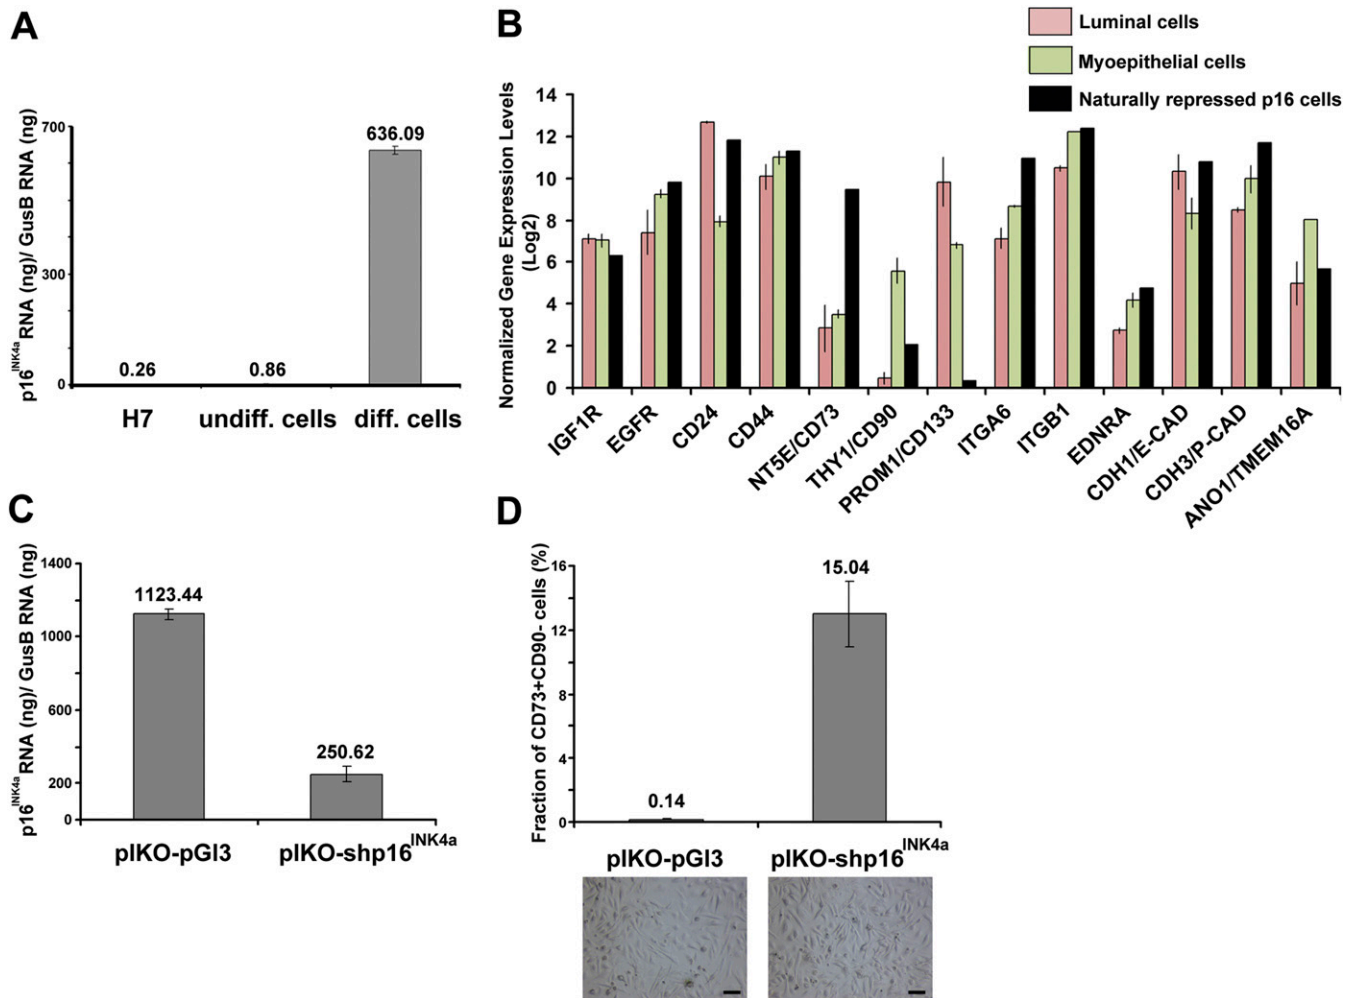 A
p16INK4a RNA (ng)/ GusB RNA (ng)
700
300
0
0.26
0.86
636.09
H7
undiff. cells
diff. cells
B
Luminal cells
Myoepithelial cells
Naturally repressed p16 cells
Normalized Gene Expression Levels
(Log2)
14
12
10
8
6
4
2
0
IGF1R
EGFR
CD24
CD44
NT5E/CD73
THY1/CD90
PROM1/CD133
ITGA6
ITGB1
EDNRA
CDH1/E-CAD
CDH3/P-CAD
ANO1/TMEM16A
C
p16INK4a RNA (ng)/ GusB RNA (ng)
1400
1000
600
200
0
1123.44
250.62
plKO-pGl3
plKO-shp16INK4a
D
Fraction of CD73+CD90- cells (%)
16
12
8
4
0
0.14
15.04
plKO-pGl3
plKO-shp16INK4a